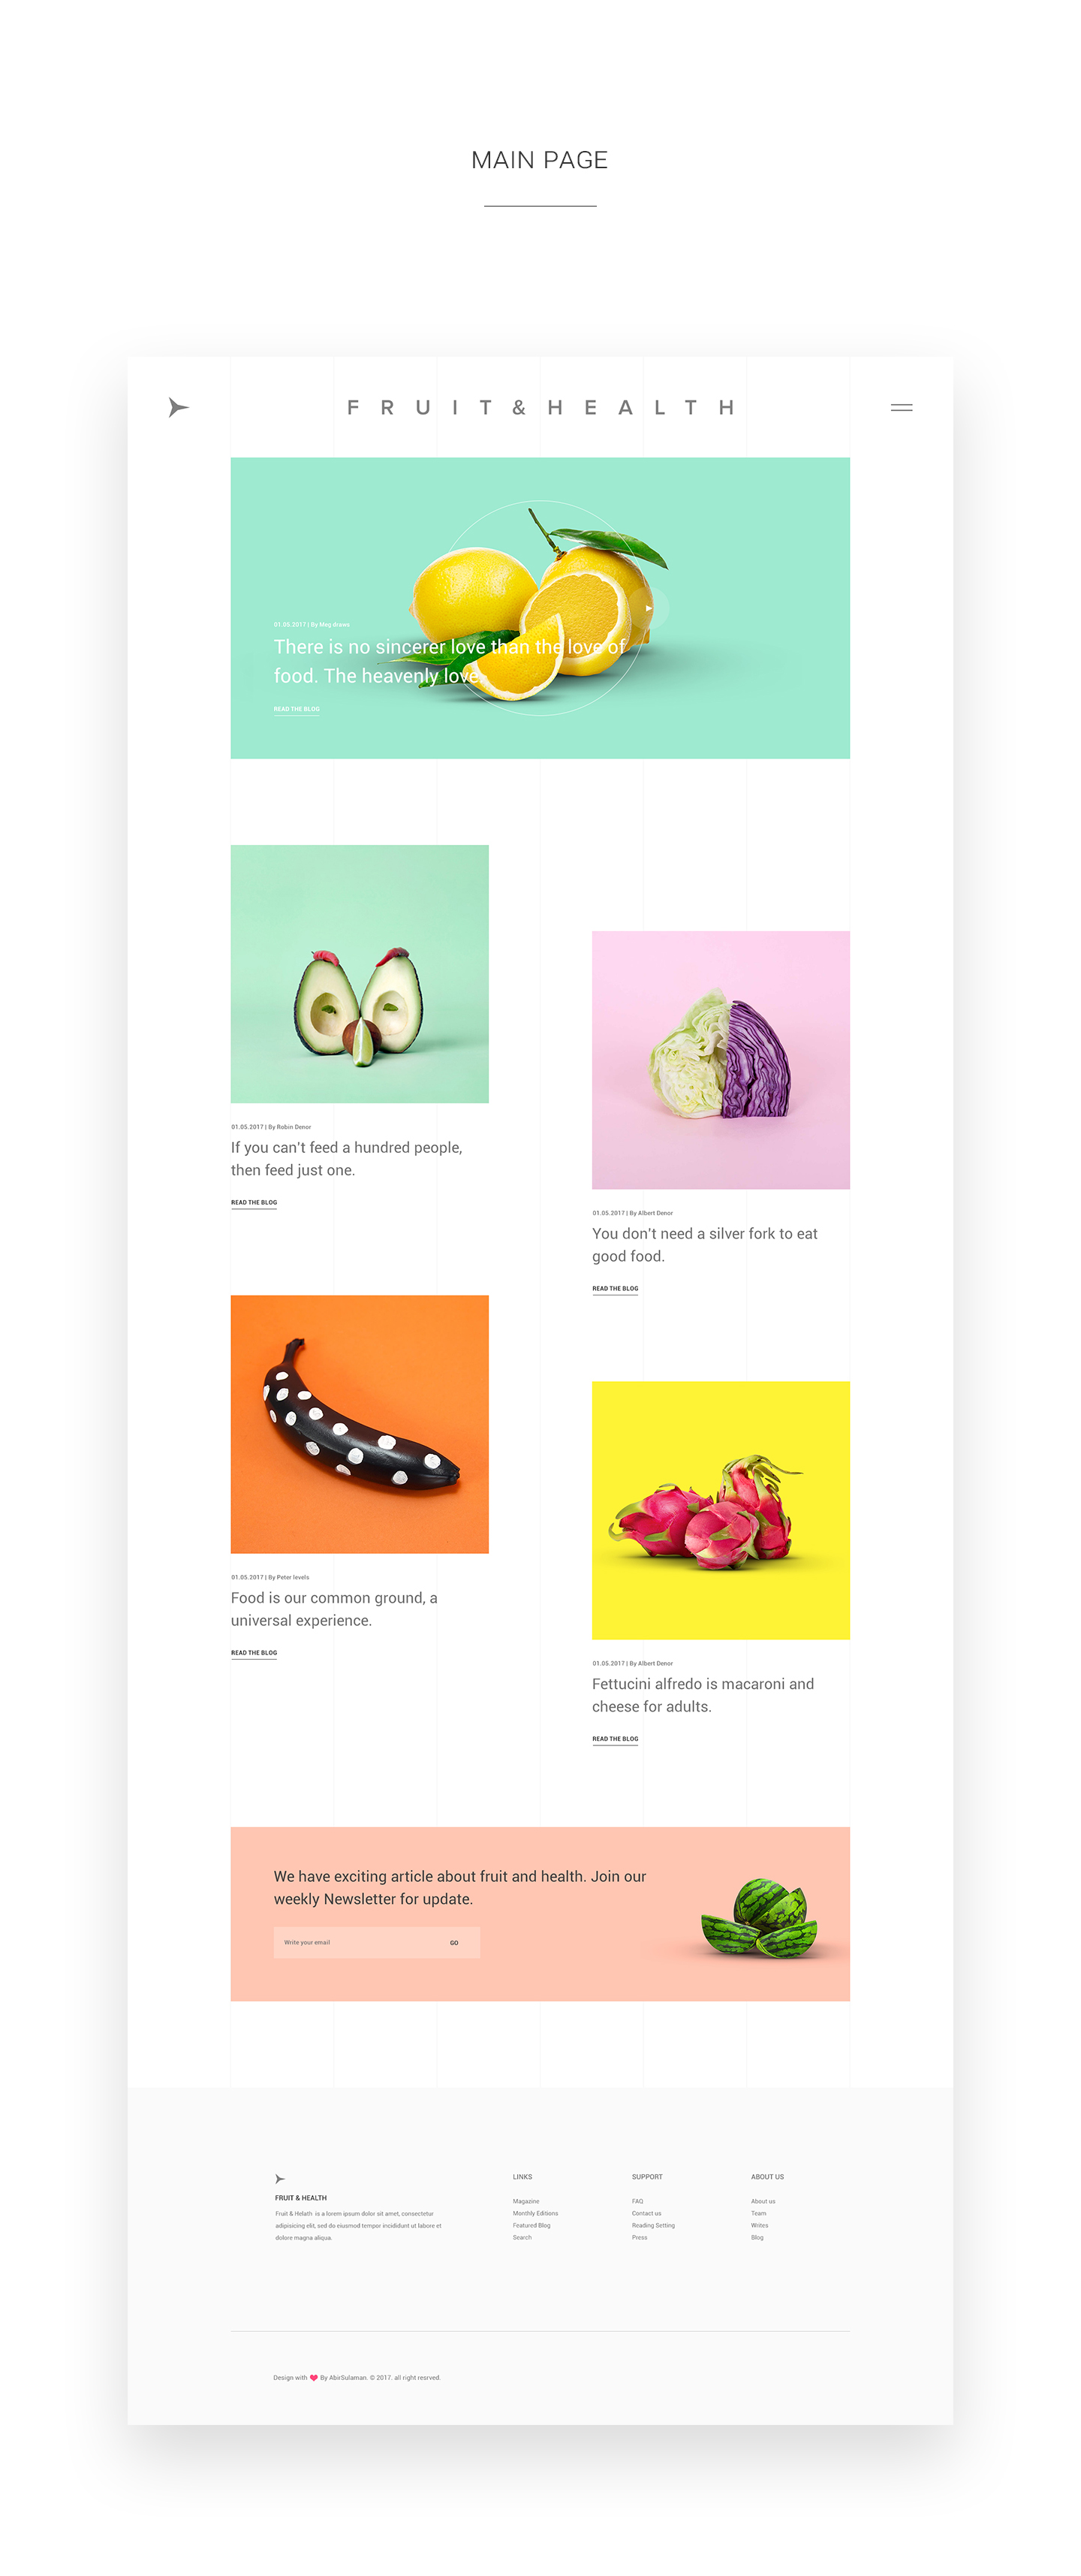 MAIN PAGE
FRUIT&HEALTH
01.05.2017 | By Meg draws
There is no sincerer love than the love of
food. The heavenly love.
READ THE BLOG
01.05.2017 | By Robin Denor
If you can't feed a hundred people,
then feed just one.
READ THE BLOG
01.05.2017 | By Albert Denor
You don't need a silver fork to eat
good food.
READ THE BLOG
01.05.2017 | By Peter levels
Food is our common ground, a
universal experience.
READ THE BLOG
01.05.2017 | By Albert Denor
Fettucini alfredo is macaroni and
cheese for adults.
READ THE BLOG
We have exciting article about fruit and health. Join our
weekly Newsletter for update.
Write your email GO
FRUIT & HEALTH
Fruit & Helath is a lorem ipsum dolor sit amet, consectetur
adipisicing elit, sed do eiusmod tempor incididunt ut labore et
dolore magna aliqua.
LINKS
Magazine
Monthly Editions
Featured Blog
Search
SUPPORT
FAQ
Contact us
Reading Setting
Press
ABOUT US
About us
Team
Writes
Blog
Design with ❤ By AbirSulaman. © 2017. all right resrved.